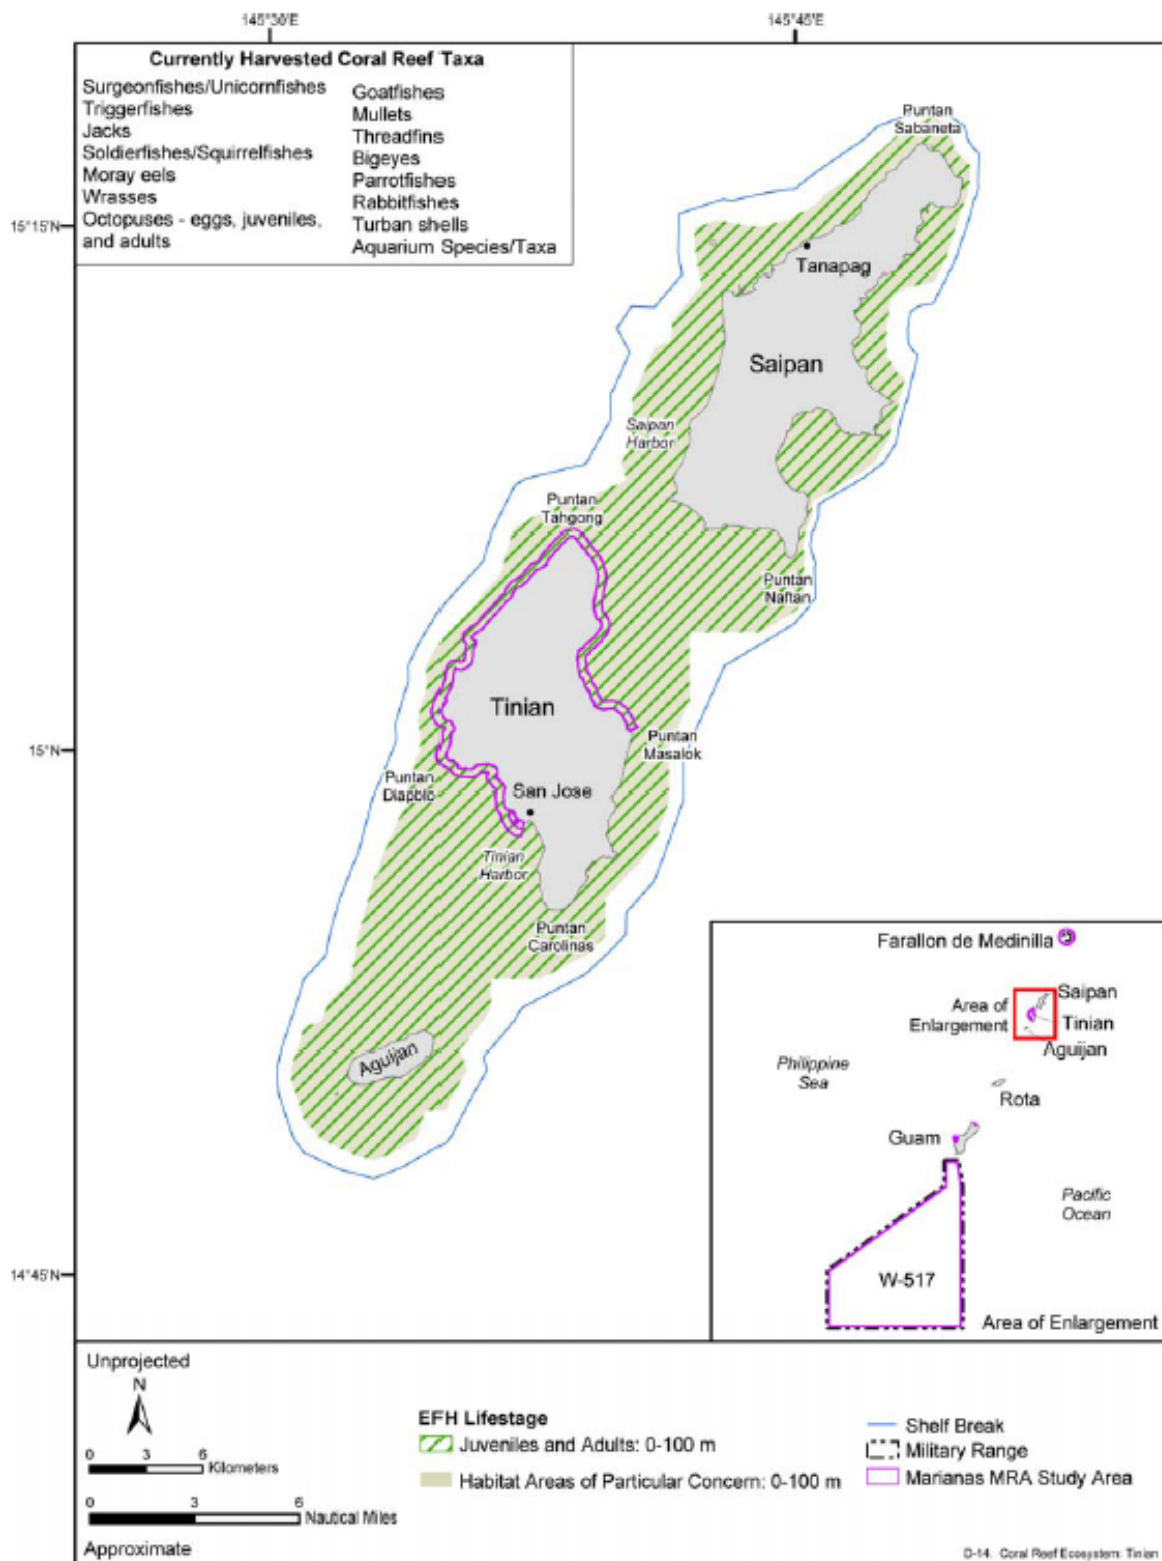 145°30'E
145°45'E
Currently Harvested Coral Reef Taxa
Surgeonfishes/Unicornfishes
Triggerfishes
Jacks
Soldierfishes/Squirrelfishes
Moray eels
Wrasses
Octopuses - eggs, juveniles,
and adults
Goatfishes
Mullets
Threadfins
Bigeyes
Parrotfishes
Rabbitfishes
Turban shells
Aquarium Species/Taxa
Puntan
Sabaneta
15°15'N
Tanapag
Saipan
Saipan
Harbor
Puntan
Tahgong
Puntan
Naftan
Tinian
15°N
Puntan
Masalok
Puntan
Diapblo
San Jose
Tinian
Harbor
Puntan
Carolinas
Aguijan
14°45'N
Farallon de Medinilla
Saipan
Area of
Enlargement
Tinian
Aguijan
Philippine
Sea
Rota
Guam
Pacific
Ocean
W-517
Area of Enlargement
Unprojected
N
0 3 6
Kilometers
0 3 6
Nautical Miles
Approximate
EFH Lifestage
Juveniles and Adults: 0-100 m
Habitat Areas of Particular Concern: 0-100 m
Shelf Break
Military Range
Marianas MRA Study Area
D-14. Coral Reef Ecosystem: Tinian